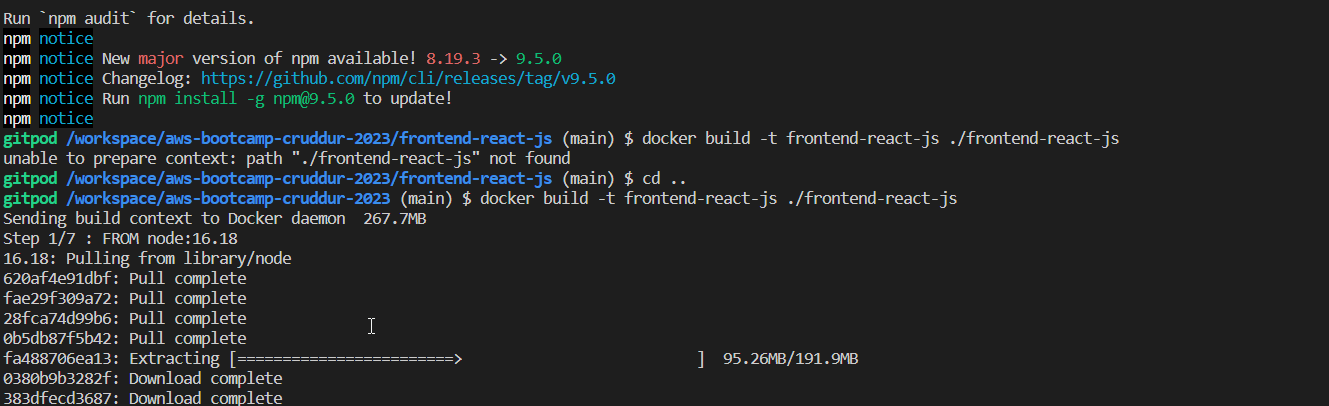 Run `npm audit` for details.
npm notice
npm notice New major version of npm available! 8.19.3 -> 9.5.0
npm notice Changelog: https://github.com/npm/cli/releases/tag/v9.5.0
npm notice Run npm install -g npm@9.5.0 to update!
npm notice
gitpod /workspace/aws-bootcamp-cruddur-2023/frontend-react-js (main) $ docker build -t frontend-react-js ./frontend-react-js
unable to prepare context: path "./frontend-react-js" not found
gitpod /workspace/aws-bootcamp-cruddur-2023/frontend-react-js (main) $ cd ..
gitpod /workspace/aws-bootcamp-cruddur-2023 (main) $ docker build -t frontend-react-js ./frontend-react-js
Sending build context to Docker daemon  267.7MB
Step 1/7 : FROM node:16.18
16.18: Pulling from library/node
620af4e91dbf: Pull complete
fae29f309a72: Pull complete
28fca74d99b6: Pull complete
0b5db87f5b42: Pull complete
fa488706ea13: Extracting [========================>                          ]  95.26MB/191.9MB
0380b9b3282f: Download complete
383dfecd3687: Download complete